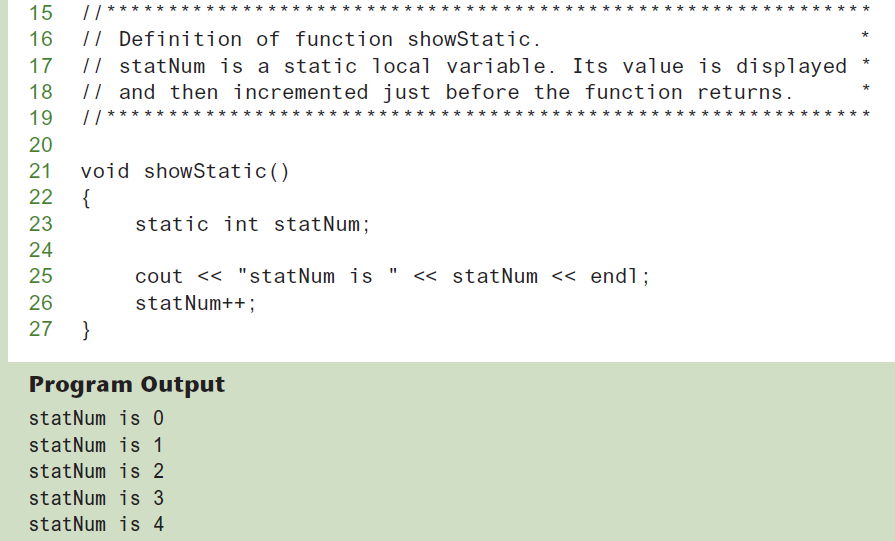 15 //**************************************************************
16 // Definition of function showStatic. *
17 // statNum is a static local variable. Its value is displayed *
18 // and then incremented just before the function returns. *
19 //**************************************************************
20
21 void showStatic()
22 {
23 static int statNum;
24
25 cout << "statNum is " << statNum << endl;
26 statNum++;
27 }
Program Output
statNum is 0
statNum is 1
statNum is 2
statNum is 3
statNum is 4